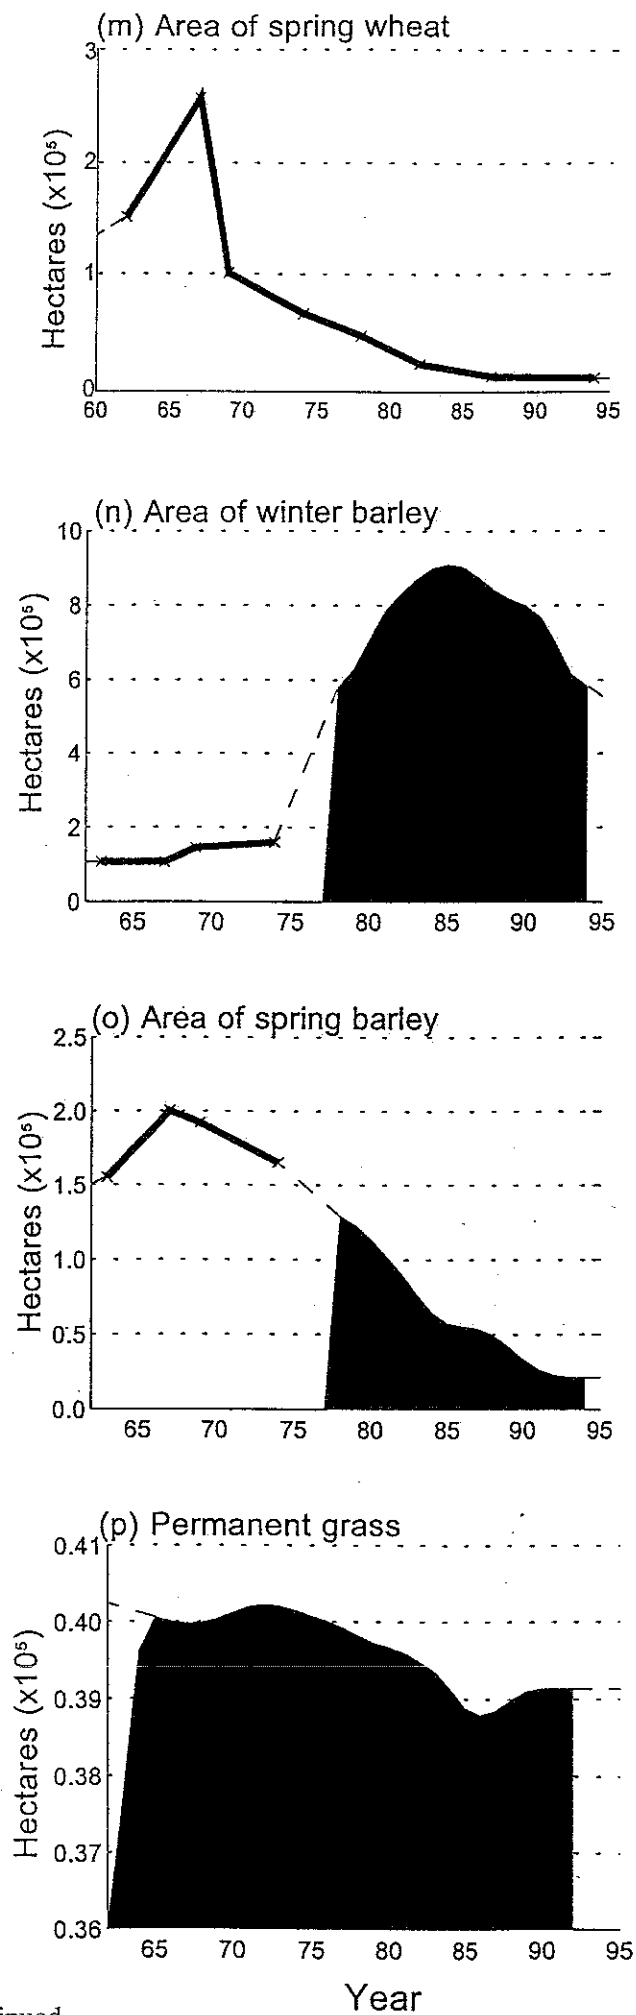 (m) Area of spring wheat
3
2
1
0
Hectares (x10⁵)
60 65 70 75 80 85 90 95
(n) Area of winter barley
10
8
6
4
2
0
Hectares (x10⁵)
65 70 75 80 85 90 95
(o) Area of spring barley
2.5
2.0
1.5
1.0
0.5
0.0
Hectares (x10⁵)
65 70 75 80 85 90 95
(p) Permanent grass
0.41
0.40
0.39
0.38
0.37
0.36
Hectares (x10⁵)
65 70 75 80 85 90 95
Year